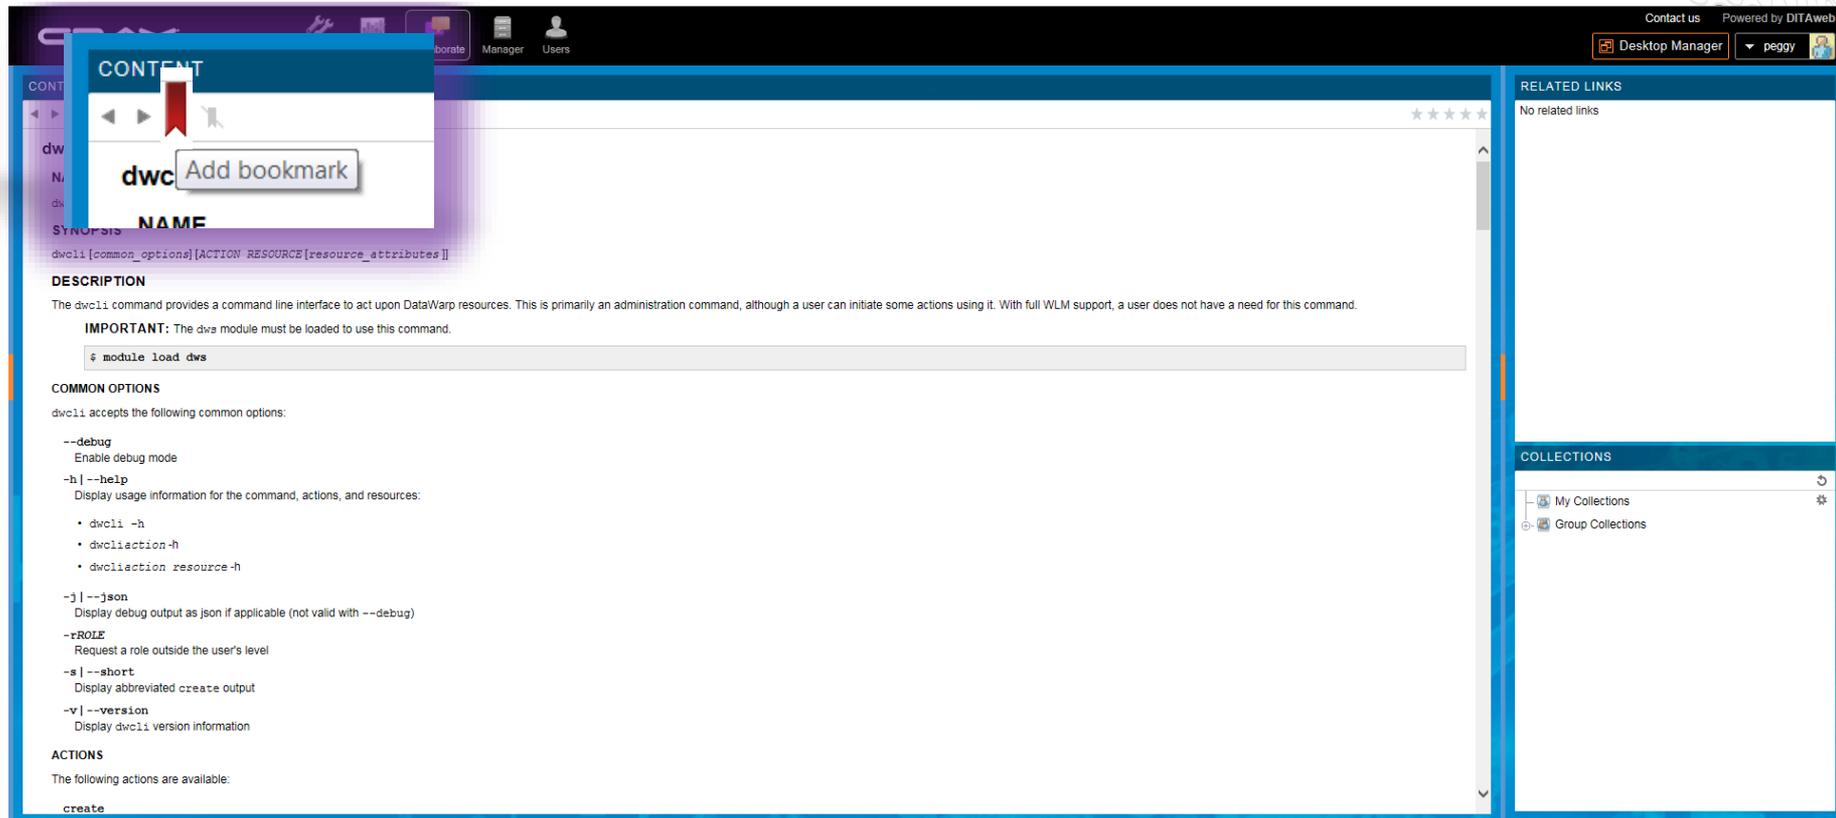 Contact us Powered by DITAweb
CRAY
Collaborate Manager Users
Desktop Manager peggy
CONTENT
Add bookmark
dwc
NAME
CONT
dw
NA
dw
SYNOPSIS
dwcli [common_options] [ACTION RESOURCE [resource_attributes ]]
DESCRIPTION
The dwcli command provides a command line interface to act upon DataWarp resources. This is primarily an administration command, although a user can initiate some actions using it. With full WLM support, a user does not have a need for this command.
IMPORTANT: The dws module must be loaded to use this command.
$ module load dws
COMMON OPTIONS
dwcli accepts the following common options:
--debug
Enable debug mode
-h | --help
Display usage information for the command, actions, and resources:
• dwcli -h
• dwcliaction -h
• dwcliaction resource -h
-j | --json
Display debug output as json if applicable (not valid with --debug)
-rROLE
Request a role outside the user's level
-s | --short
Display abbreviated create output
-v | --version
Display dwcli version information
ACTIONS
The following actions are available:
create
RELATED LINKS
No related links
COLLECTIONS
My Collections
Group Collections